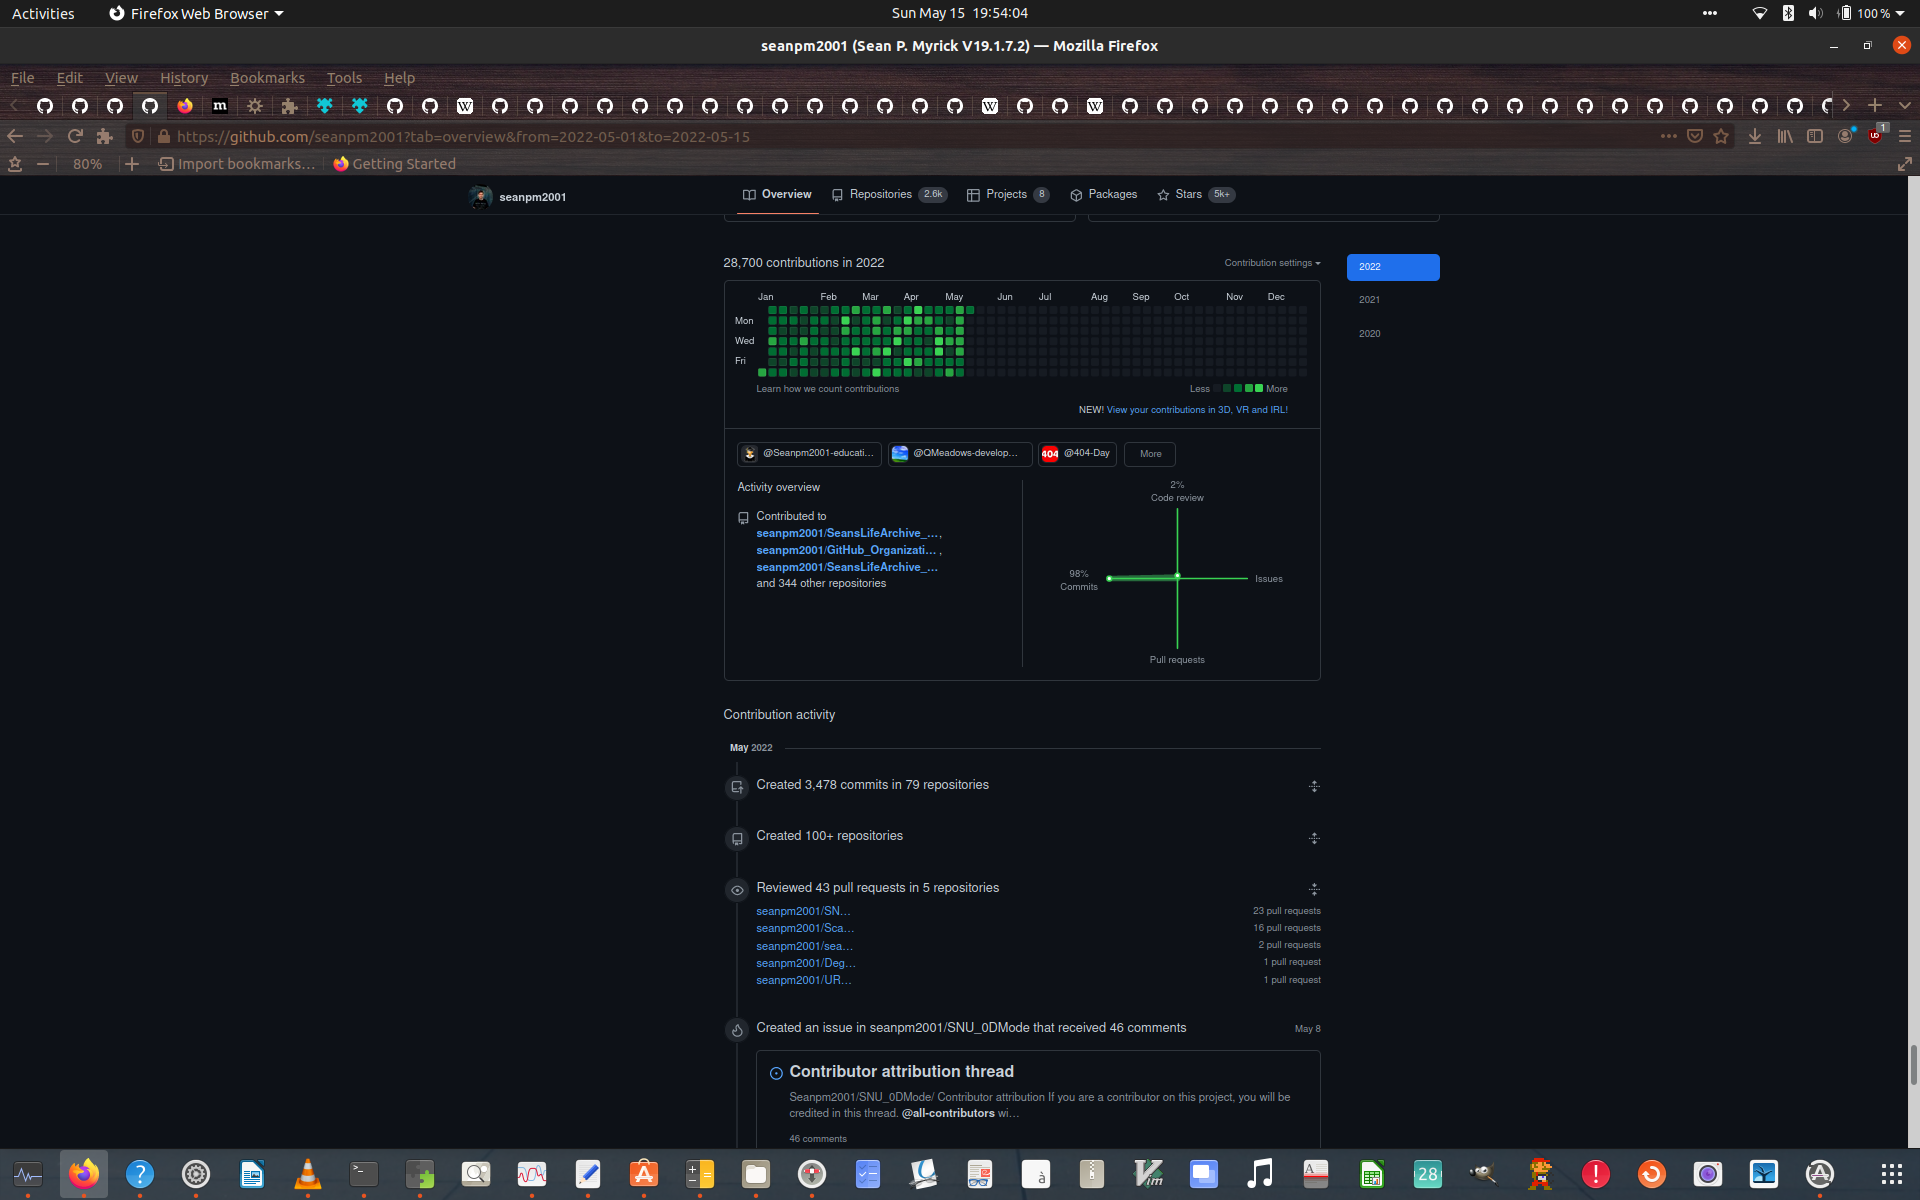 Activities
Firefox Web Browser
Sun May 15 19:54:04
100 %
seanpm2001 (Sean P. Myrick V19.1.7.2) — Mozilla Firefox
File Edit View History Bookmarks Tools Help
https://github.com/seanpm2001?tab=overview&from=2022-05-01&to=2022-05-15
1
80%
Import bookmarks...
Getting Started
seanpm2001
Overview
Repositories 2.6k
Projects 8
Packages
Stars 5k+
28,700 contributions in 2022
Contribution settings
2022
2021
2020
Jan Feb Mar Apr May Jun Jul Aug Sep Oct Nov Dec
Mon
Wed
Fri
Learn how we count contributions
Less
More
NEW! View your contributions in 3D, VR and IRL!
@Seanpm2001-educati...
@QMeadows-develop...
404 @404-Day
More
Activity overview
Contributed to
seanpm2001/SeansLifeArchive_... ,
seanpm2001/GitHub_Organizati... ,
seanpm2001/SeansLifeArchive_...
and 344 other repositories
2%
Code review
98%
Commits
Issues
Pull requests
Contribution activity
May 2022
Created 3,478 commits in 79 repositories
Created 100+ repositories
Reviewed 43 pull requests in 5 repositories
seanpm2001/SN... 23 pull requests
seanpm2001/Sca... 16 pull requests
seanpm2001/sea... 2 pull requests
seanpm2001/Deg... 1 pull request
seanpm2001/UR... 1 pull request
Created an issue in seanpm2001/SNU_0DMode that received 46 comments
May 8
Contributor attribution thread
Seanpm2001/SNU_0DMode/ Contributor attribution If you are a contributor on this project, you will be
credited in this thread. @all-contributors wi...
46 comments
28